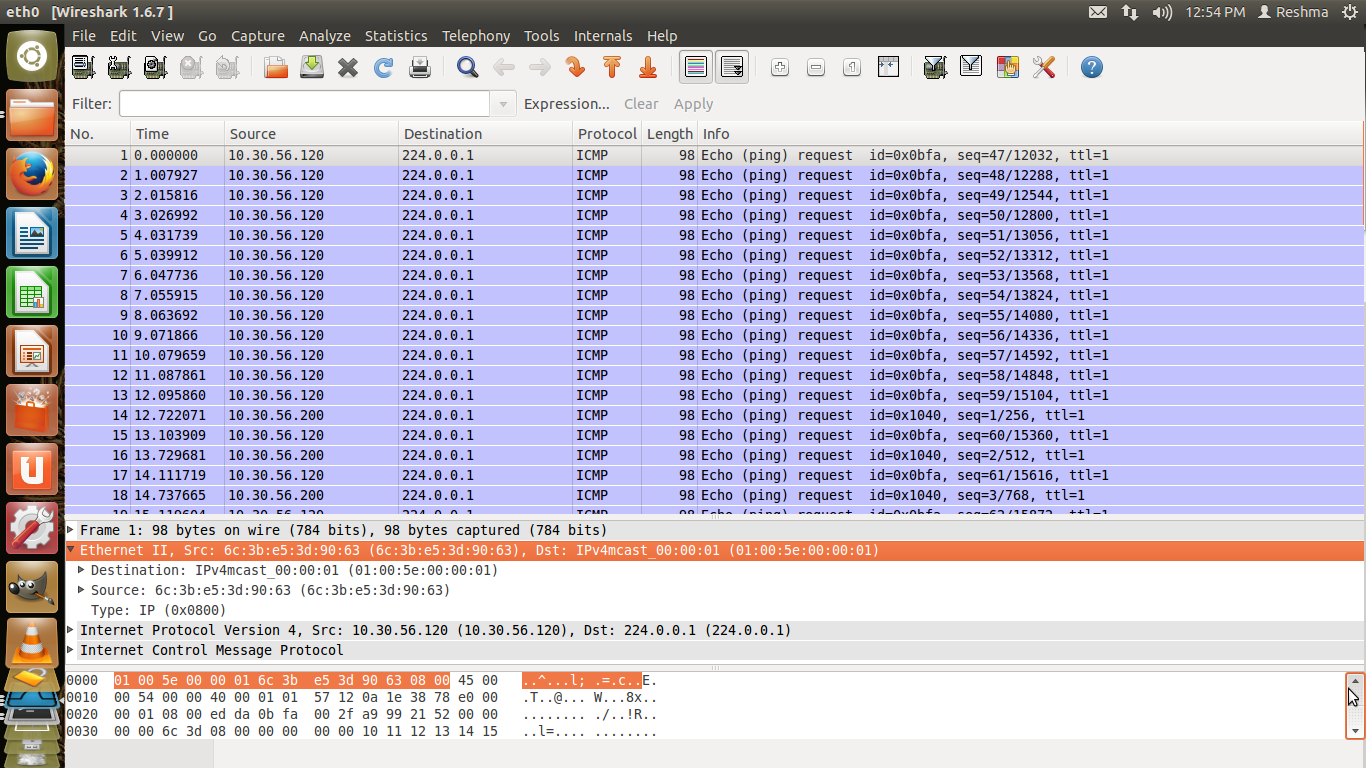 eth0 [Wireshark 1.6.7 ]
12:54 PM Reshma
File Edit View Go Capture Analyze Statistics Telephony Tools Internals Help
Filter: Expression... Clear Apply
No. Time Source Destination Protocol Length Info
1 0.000000 10.30.56.120 224.0.0.1 ICMP 98 Echo (ping) request id=0x0bfa, seq=47/12032, ttl=1
2 1.007927 10.30.56.120 224.0.0.1 ICMP 98 Echo (ping) request id=0x0bfa, seq=48/12288, ttl=1
3 2.015816 10.30.56.120 224.0.0.1 ICMP 98 Echo (ping) request id=0x0bfa, seq=49/12544, ttl=1
4 3.026992 10.30.56.120 224.0.0.1 ICMP 98 Echo (ping) request id=0x0bfa, seq=50/12800, ttl=1
5 4.031739 10.30.56.120 224.0.0.1 ICMP 98 Echo (ping) request id=0x0bfa, seq=51/13056, ttl=1
6 5.039912 10.30.56.120 224.0.0.1 ICMP 98 Echo (ping) request id=0x0bfa, seq=52/13312, ttl=1
7 6.047736 10.30.56.120 224.0.0.1 ICMP 98 Echo (ping) request id=0x0bfa, seq=53/13568, ttl=1
8 7.055915 10.30.56.120 224.0.0.1 ICMP 98 Echo (ping) request id=0x0bfa, seq=54/13824, ttl=1
9 8.063692 10.30.56.120 224.0.0.1 ICMP 98 Echo (ping) request id=0x0bfa, seq=55/14080, ttl=1
10 9.071866 10.30.56.120 224.0.0.1 ICMP 98 Echo (ping) request id=0x0bfa, seq=56/14336, ttl=1
11 10.079659 10.30.56.120 224.0.0.1 ICMP 98 Echo (ping) request id=0x0bfa, seq=57/14592, ttl=1
12 11.087861 10.30.56.120 224.0.0.1 ICMP 98 Echo (ping) request id=0x0bfa, seq=58/14848, ttl=1
13 12.095860 10.30.56.120 224.0.0.1 ICMP 98 Echo (ping) request id=0x0bfa, seq=59/15104, ttl=1
14 12.722071 10.30.56.200 224.0.0.1 ICMP 98 Echo (ping) request id=0x1040, seq=1/256, ttl=1
15 13.103909 10.30.56.120 224.0.0.1 ICMP 98 Echo (ping) request id=0x0bfa, seq=60/15360, ttl=1
16 13.729681 10.30.56.200 224.0.0.1 ICMP 98 Echo (ping) request id=0x1040, seq=2/512, ttl=1
17 14.111719 10.30.56.120 224.0.0.1 ICMP 98 Echo (ping) request id=0x0bfa, seq=61/15616, ttl=1
18 14.737665 10.30.56.200 224.0.0.1 ICMP 98 Echo (ping) request id=0x1040, seq=3/768, ttl=1
Frame 1: 98 bytes on wire (784 bits), 98 bytes captured (784 bits)
Ethernet II, Src: 6c:3b:e5:3d:90:63 (6c:3b:e5:3d:90:63), Dst: IPv4mcast_00:00:01 (01:00:5e:00:00:01)
Destination: IPv4mcast_00:00:01 (01:00:5e:00:00:01)
Source: 6c:3b:e5:3d:90:63 (6c:3b:e5:3d:90:63)
Type: IP (0x0800)
Internet Protocol Version 4, Src: 10.30.56.120 (10.30.56.120), Dst: 224.0.0.1 (224.0.0.1)
Internet Control Message Protocol
0000 01 00 5e 00 00 01 6c 3b e5 3d 90 63 08 00 45 00 ..^...l; .=.c..E.
0010 00 54 00 00 40 00 01 01 57 12 0a 1e 38 78 e0 00 .T..@... W...8x..
0020 00 01 08 00 ed da 0b fa 00 2f a9 99 21 52 00 00 ........ ./..!R..
0030 00 00 6c 3d 08 00 00 00 00 00 10 11 12 13 14 15 ..l=.... ........